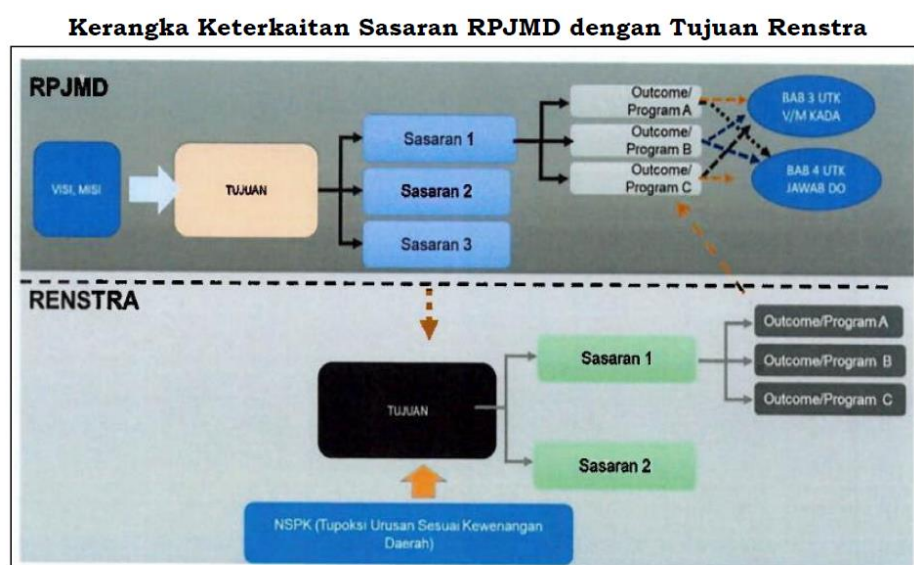 Kerangka Keterkaitan Sasaran RPJMD dengan Tujuan Renstra
RPJMD
VISI, MISI
TUJUAN
Sasaran 1
Sasaran 2
Sasaran 3
Outcome/
Program A
Outcome/
Program B
Outcome/
Program C
BAB 3 UTK
V/M KADA
BAB 4 UTK
JAWAB DO
RENSTRA
TUJUAN
Sasaran 1
Sasaran 2
Outcome/Program A
Outcome/Program B
Outcome/Program C
NSPK (Tupoksi Urusan Sesuai Kewenangan
Daerah)